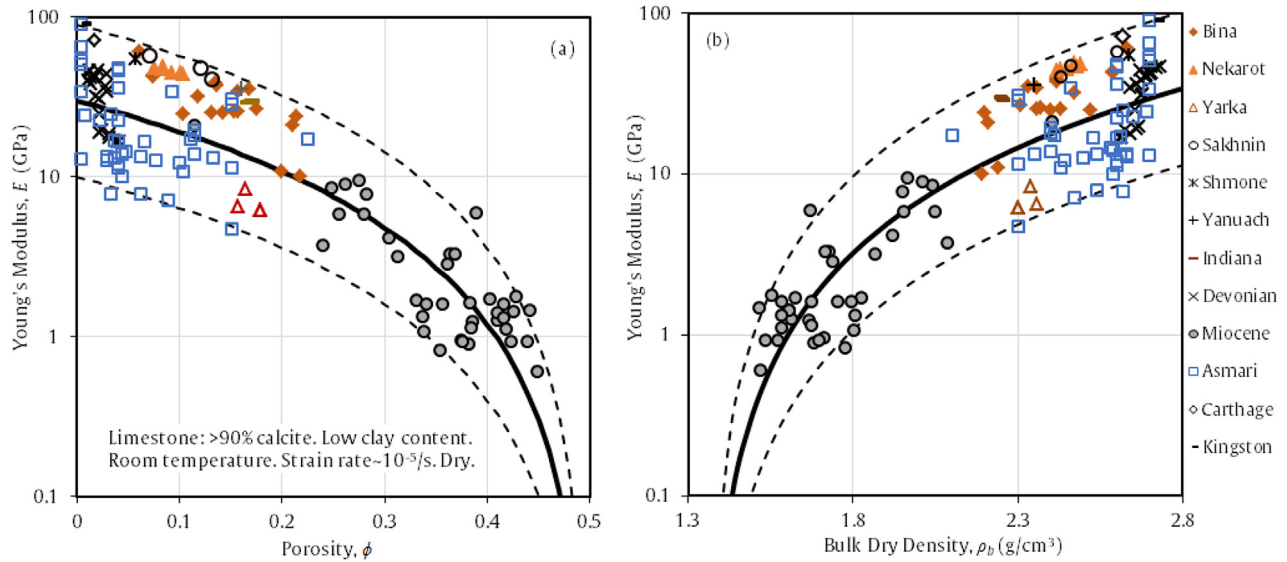 Young's Modulus, E (GPa)
100
10
1
0.1
(a)
Limestone: >90% calcite. Low clay content.
Room temperature. Strain rate~10⁻⁵/s. Dry.
0 0.1 0.2 0.3 0.4 0.5
Porosity, ϕ
Young's Modulus, E (GPa)
100
10
1
0.1
(b)
1.3 1.8 2.3 2.8
Bulk Dry Density, ρb (g/cm³)
Bina
Nekarot
Yarka
Sakhnin
Shmone
Yanuach
Indiana
Devonian
Miocene
Asmari
Carthage
Kingston